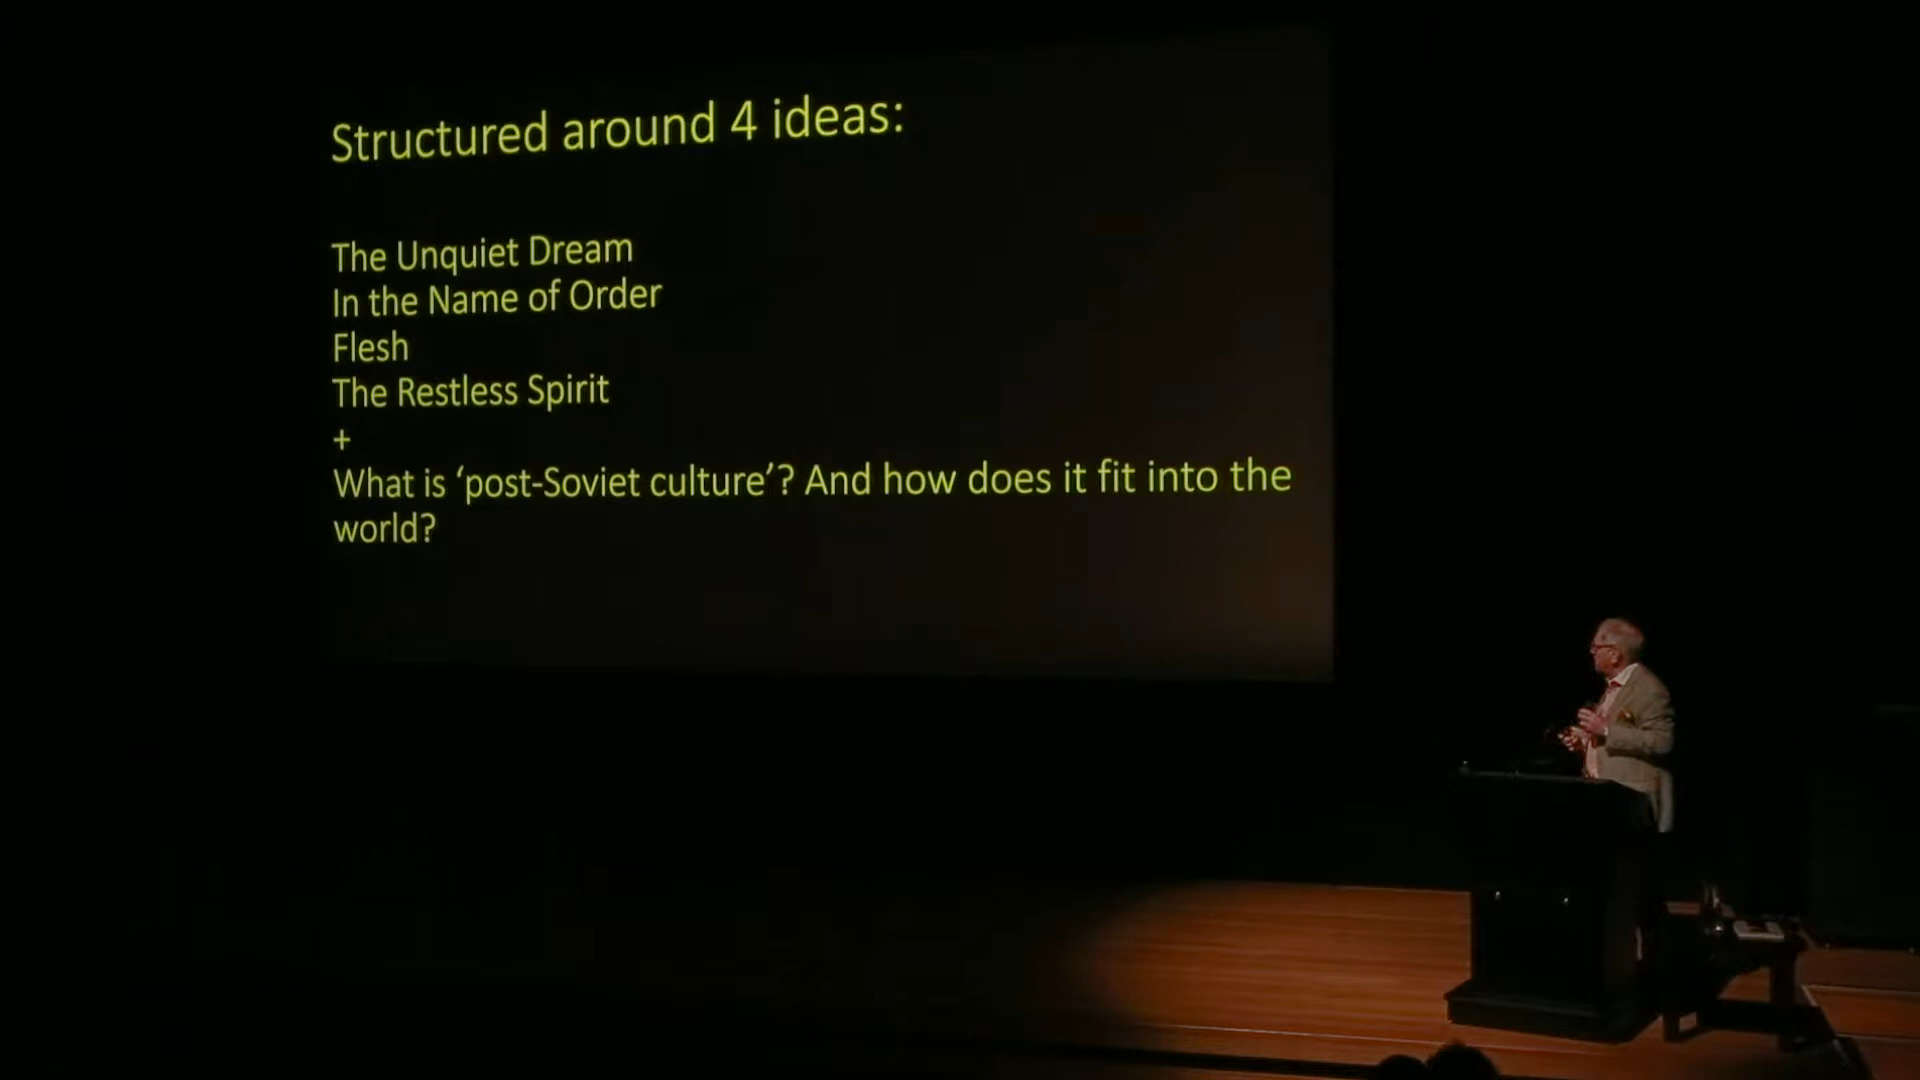 Structured around 4 ideas:
The Unquiet Dream
In the Name of Order
Flesh
The Restless Spirit
+
What is ‘post-Soviet culture’? And how does it fit into the
world?